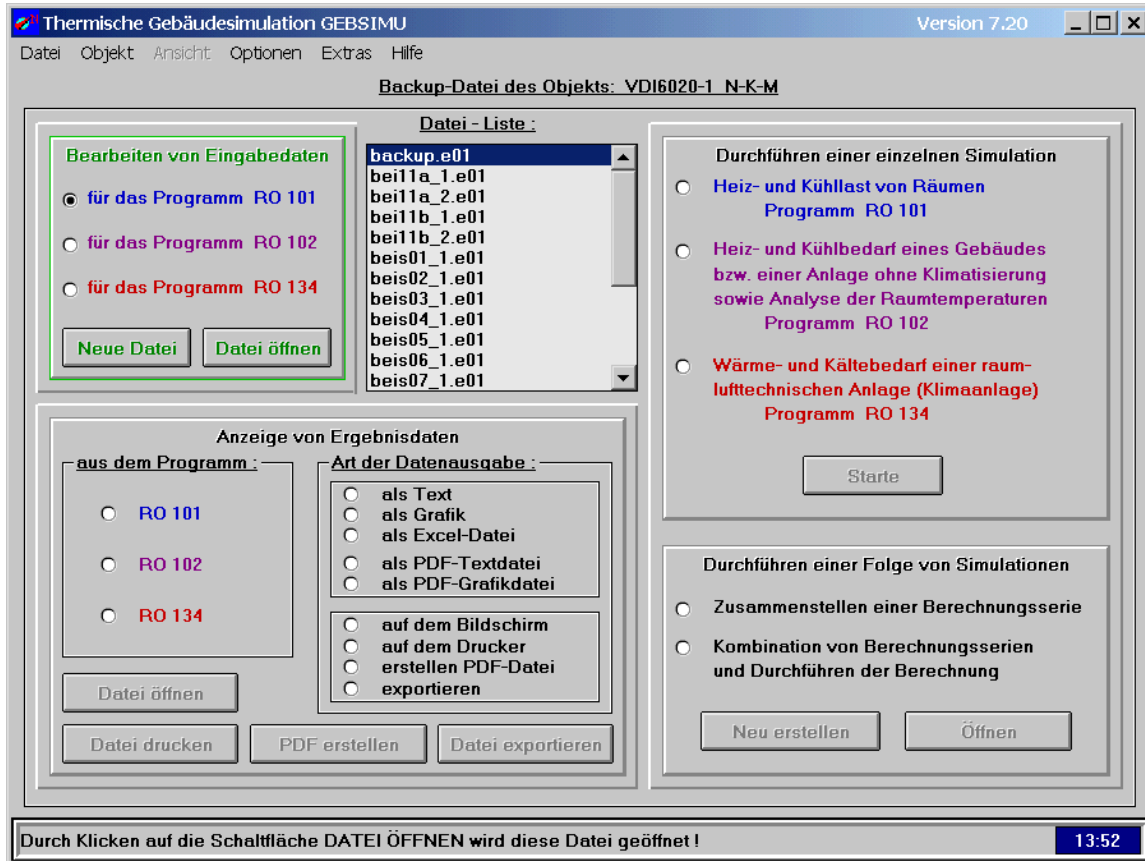 Thermische Gebäudesimulation GEBSIMU Version 7.20
Datei Objekt Ansicht Optionen Extras Hilfe
Backup-Datei des Objekts: VDI6020-1 N-K-M
Bearbeiten von Eingabedaten
für das Programm RO 101
für das Programm RO 102
für das Programm RO 134
Neue Datei Datei öffnen
Datei - Liste :
backup.e01
bei11a_1.e01
bei11a_2.e01
bei11b_1.e01
bei11b_2.e01
beis01_1.e01
beis02_1.e01
beis03_1.e01
beis04_1.e01
beis05_1.e01
beis06_1.e01
beis07_1.e01
Durchführen einer einzelnen Simulation
Heiz- und Kühllast von Räumen
Programm RO 101
Heiz- und Kühlbedarf eines Gebäudes
bzw. einer Anlage ohne Klimatisierung
sowie Analyse der Raumtemperaturen
Programm RO 102
Wärme- und Kältebedarf einer raum-
lufttechnischen Anlage (Klimaanlage)
Programm RO 134
Starte
Anzeige von Ergebnisdaten
aus dem Programm :
RO 101
RO 102
RO 134
Art der Datenausgabe :
als Text
als Grafik
als Excel-Datei
als PDF-Textdatei
als PDF-Grafikdatei
auf dem Bildschirm
auf dem Drucker
erstellen PDF-Datei
exportieren
Datei öffnen
Datei drucken PDF erstellen Datei exportieren
Durchführen einer Folge von Simulationen
Zusammenstellen einer Berechnungsserie
Kombination von Berechnungsserien
und Durchführen der Berechnung
Neu erstellen Öffnen
Durch Klicken auf die Schaltfläche DATEI ÖFFNEN wird diese Datei geöffnet ! 13:52